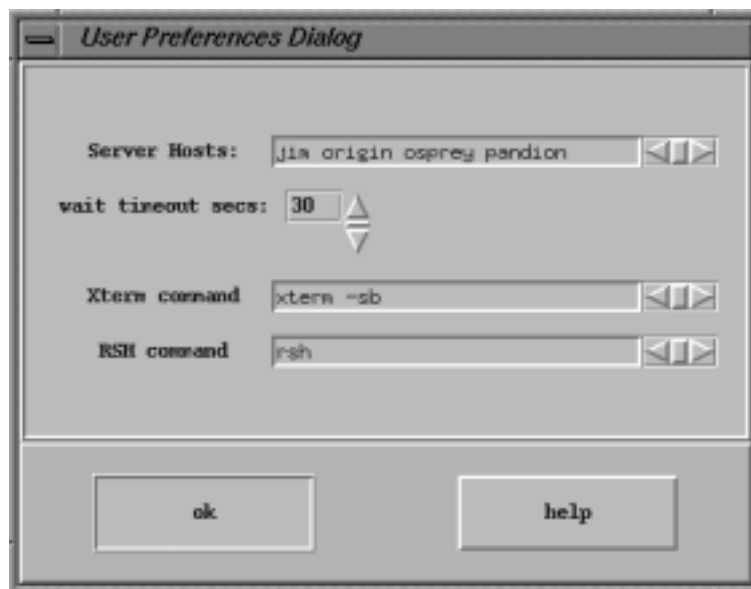 User Preferences Dialog
Server Hosts: jim origin osprey pandion
wait timeout secs: 30
Xterm command xterm -sb
RSH command rsh
ok help